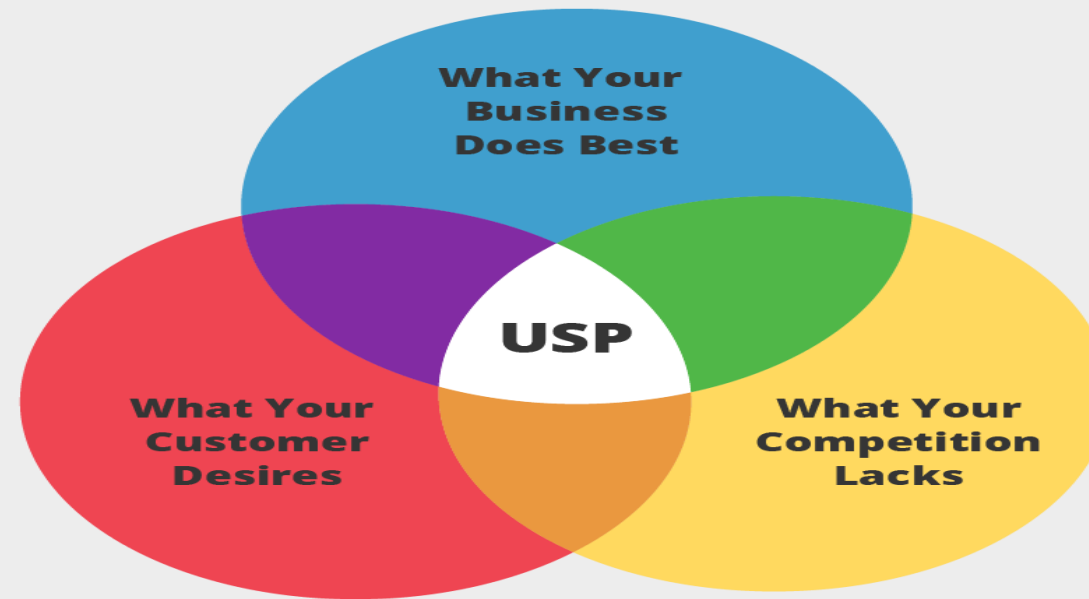 What Your
Business
Does Best
USP
What Your
Customer
Desires
What Your
Competition
Lacks